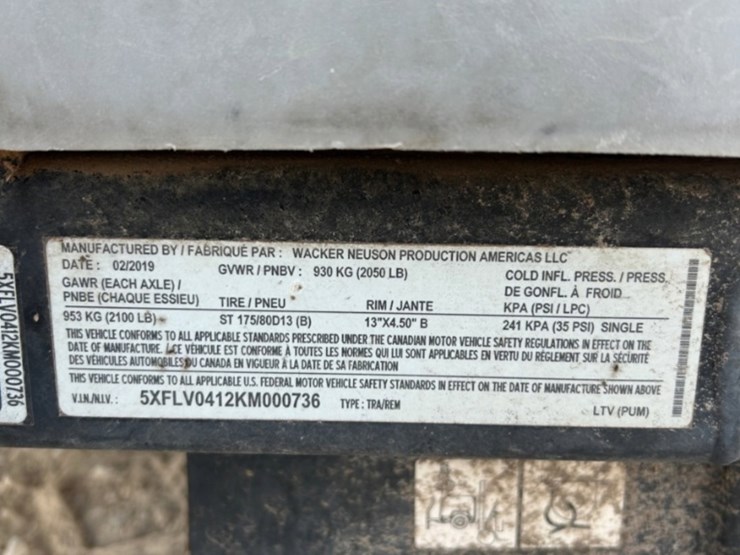 MANUFACTURED BY / FABRIQUÉ PAR : WACKER NEUSON PRODUCTION AMERICAS LLC
DATE : 02/2019 GVWR / PNBV : 930 KG (2050 LB) COLD INFL. PRESS. / PRESS.
GAWR (EACH AXLE) / DE GONFL. À FROID
PNBE (CHAQUE ESSIEU) TIRE / PNEU RIM / JANTE KPA (PSI / LPC)
953 KG (2100 LB) ST 175/80D13 (B) 13"X4.50" B 241 KPA (35 PSI) SINGLE
THIS VEHICLE CONFORMS TO ALL APPLICABLE STANDARDS PRESCRIBED UNDER THE CANADIAN MOTOR VEHICLE SAFETY REGULATIONS IN EFFECT ON THE
DATE OF MANUFACTURE. / CE VÉHICULE EST CONFORME À TOUTES LES NORMES QUI LUI SONT APPLICABLES EN VERTU DU RÈGLEMENT SUR LA SÉCURITÉ
DES VÉHICULES AUTOMOBILES DU CANADA EN VIGUEUR À LA DATE DE SA FABRICATION
THIS VEHICLE CONFORMS TO ALL APPLICABLE U.S. FEDERAL MOTOR VEHICLE SAFETY STANDARDS IN EFFECT ON THE DATE OF MANUFACTURE SHOWN ABOVE
V.I.N./N.I.V. : 5XFLV0412KM000736 TYPE : TRA/REM LTV (PUM)
5XFLV0412KM000736